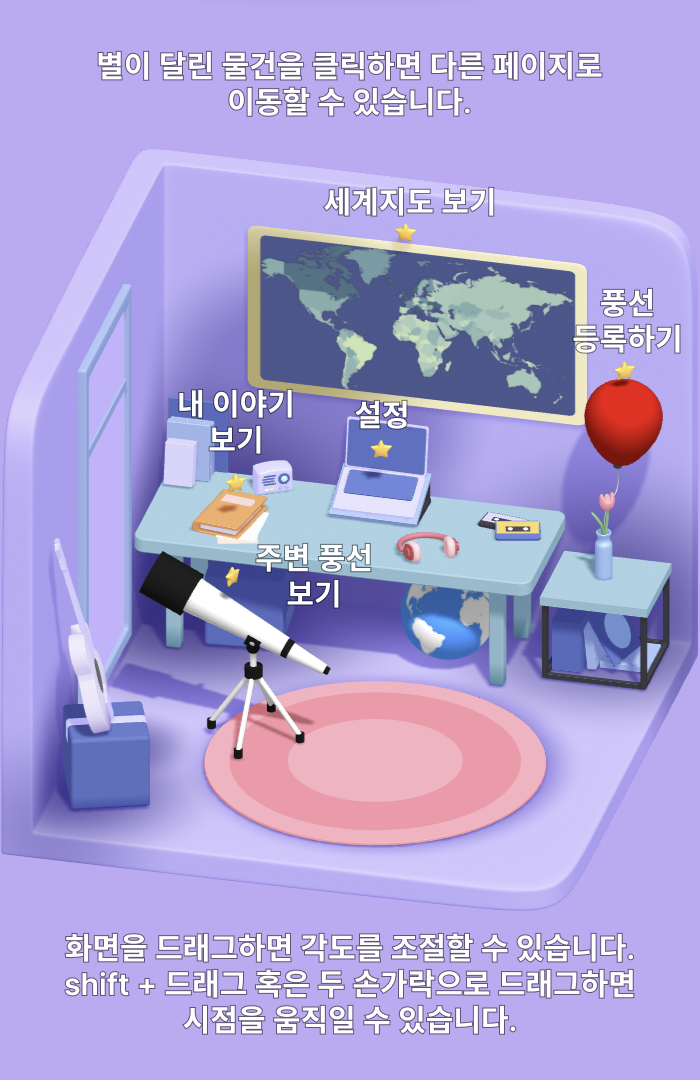 별이 달린 물건을 클릭하면 다른 페이지로
이동할 수 있습니다.
세계지도 보기
풍선
등록하기
내 이야기
보기
설정
주변 풍선
보기
화면을 드래그하면 각도를 조절할 수 있습니다.
shift + 드래그 혹은 두 손가락으로 드래그하면
시점을 움직일 수 있습니다.